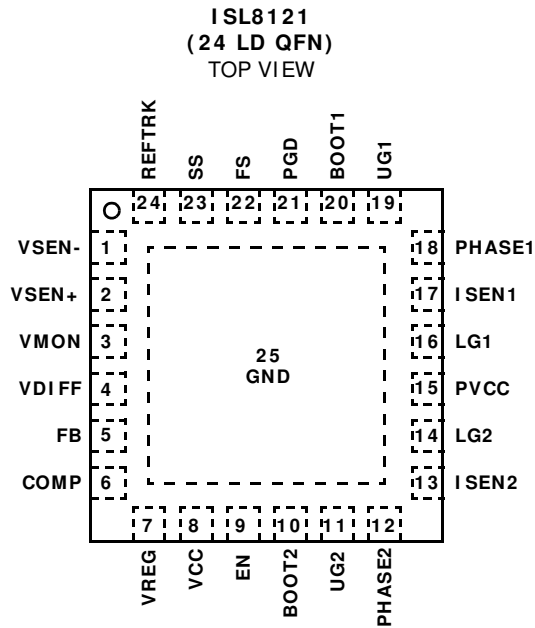 ISL8121
(24 LD QFN)
TOP VIEW
REFTRK
SS
FS
PGD
BOOT1
UG1
24 23 22 21 20 19
VSEN- 1
VSEN+ 2
VMON 3
VDIFF 4
FB 5
COMP 6
18 PHASE1
17 ISEN1
16 LG1
15 PVCC
14 LG2
13 ISEN2
25
GND
7 8 9 10 11 12
VREG
VCC
EN
BOOT2
UG2
PHASE2